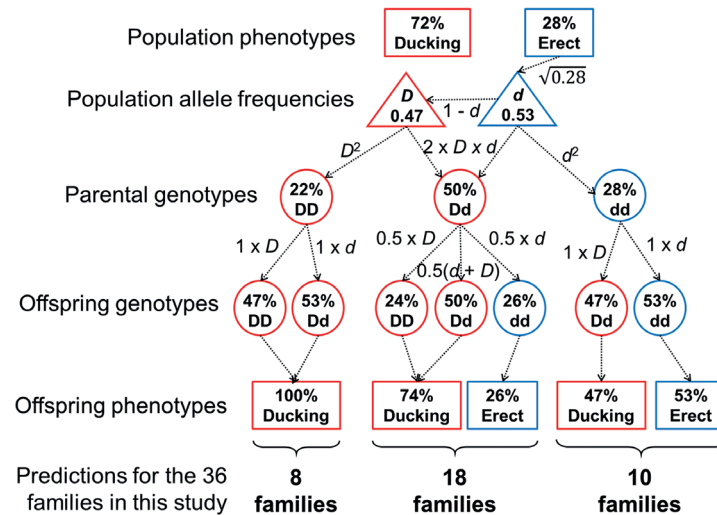 Population phenotypes
72%
Ducking
28%
Erect
√0.28
Population allele frequencies
D
0.47
1 - d
d
0.53
D²
2 x D x d
d²
Parental genotypes
22%
DD
50%
Dd
28%
dd
1 x D
1 x d
0.5 x D
0.5(d + D)
0.5 x d
1 x D
1 x d
Offspring genotypes
47%
DD
53%
Dd
24%
DD
50%
Dd
26%
dd
47%
Dd
53%
dd
Offspring phenotypes
100%
Ducking
74%
Ducking
26%
Erect
47%
Ducking
53%
Erect
Predictions for the 36
families in this study
8
families
18
families
10
families